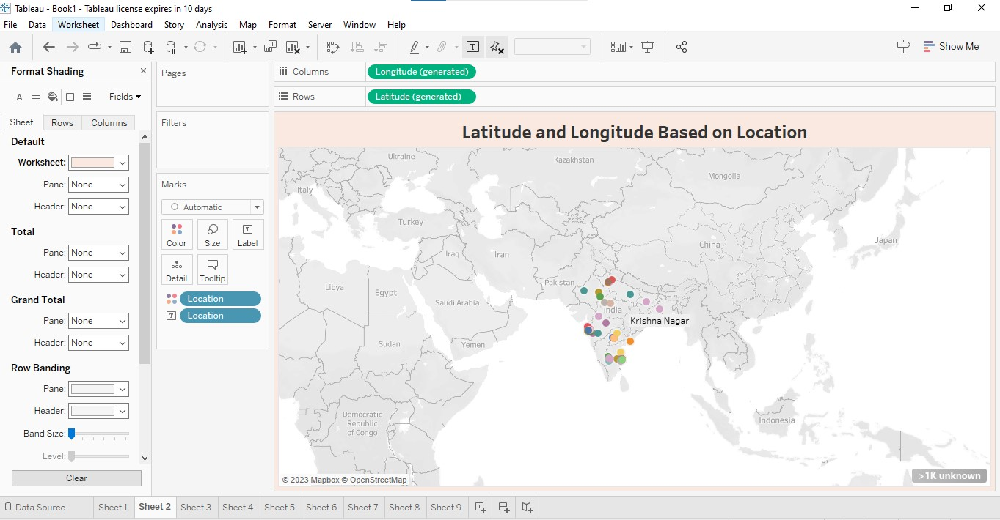 Tableau - Book1 - Tableau license expires in 10 days
File Data Worksheet Dashboard Story Analysis Map Format Server Window Help
Show Me
Format Shading
Fields
Sheet Rows Columns
Default
Worksheet:
Pane: None
Header: None
Total
Pane: None
Header: None
Grand Total
Pane: None
Header: None
Row Banding
Pane:
Header:
Band Size:
Level:
Clear
Pages
Filters
Marks
Automatic
Color Size Label
Detail Tooltip
Location
Location
Columns Longitude (generated)
Rows Latitude (generated)
Latitude and Longitude Based on Location
Ukraine
Kazakhstan
Mongolia
Italy
Turkey
Japan
China
Iraq
Iran
Pakistan
Libya
Egypt
Saudi Arabia
India
Krishna Nagar
Sudan
Yemen
Democratic
Republic
of Congo
Indonesia
© 2023 Mapbox © OpenStreetMap
>1K unknown
Data Source Sheet 1 Sheet 2 Sheet 3 Sheet 4 Sheet 5 Sheet 6 Sheet 7 Sheet 8 Sheet 9